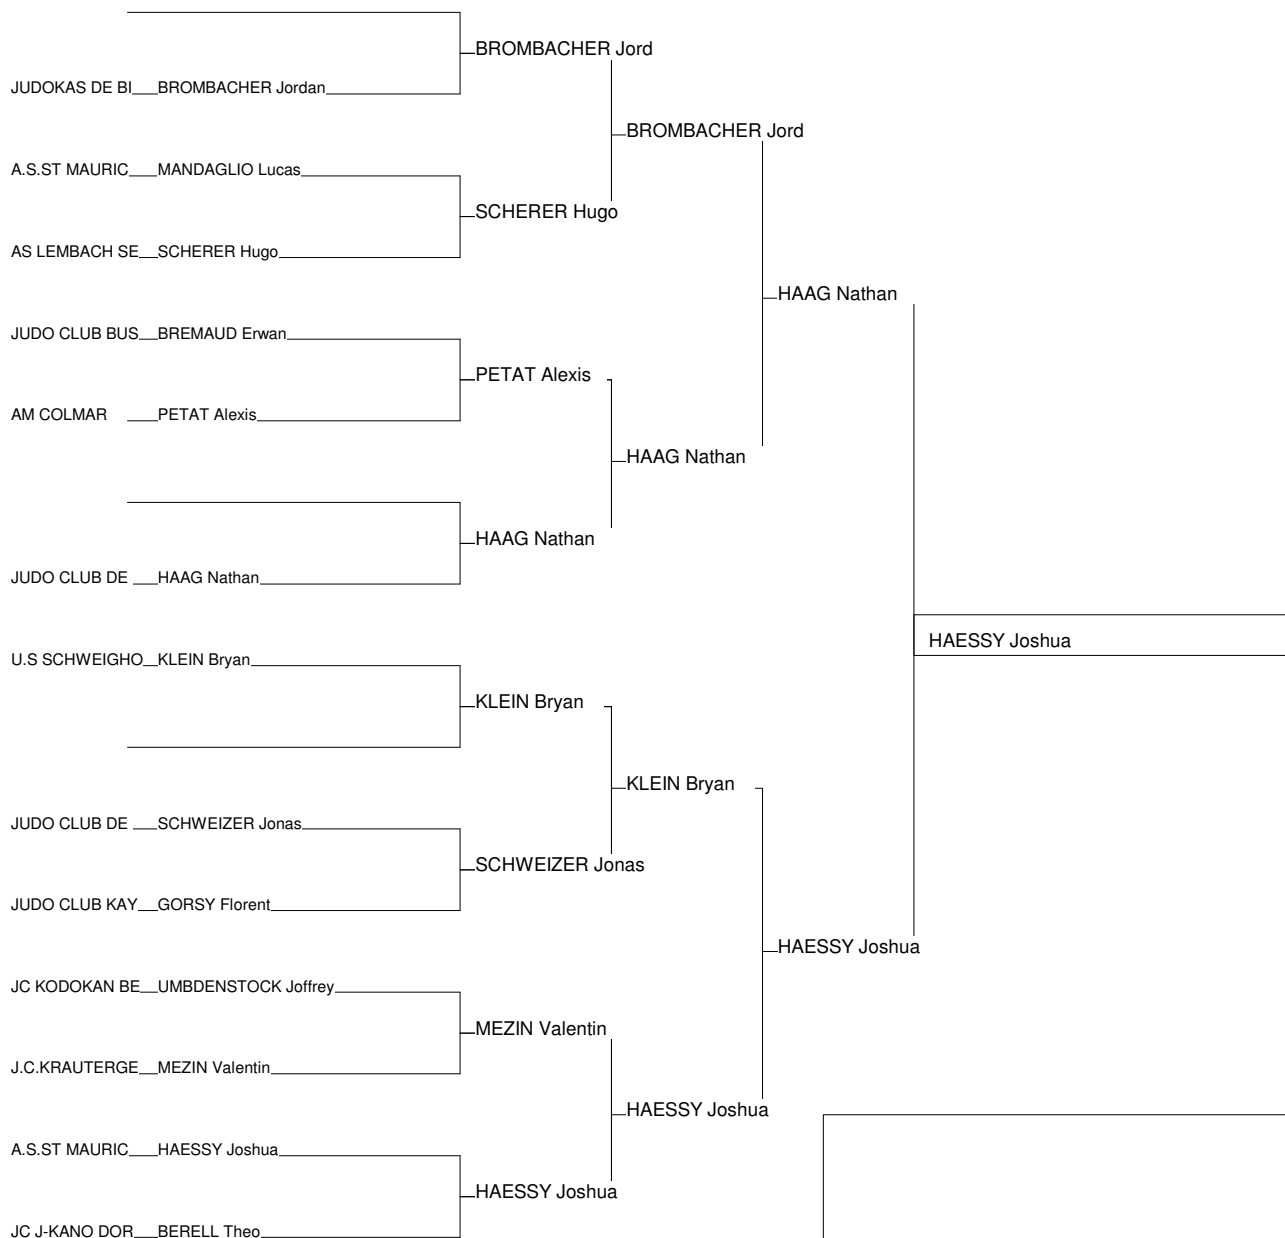 BROMBACHER Jord
JUDOKAS DE BI BROMBACHER Jordan
BROMBACHER Jord
A.S.ST MAURIC MANDAGLIO Lucas
SCHERER Hugo
AS LEMBACH SE SCHERER Hugo
HAAG Nathan
JUDO CLUB BUS BREMAUD Erwan
PETAT Alexis
AM COLMAR PETAT Alexis
HAAG Nathan
HAAG Nathan
JUDO CLUB DE HAAG Nathan
HAESSY Joshua
U.S SCHWEIGHO KLEIN Bryan
KLEIN Bryan
KLEIN Bryan
JUDO CLUB DE SCHWEIZER Jonas
SCHWEIZER Jonas
JUDO CLUB KAY GORSY Florent
HAESSY Joshua
JC KODOKAN BE UMBDENSTOCK Joffrey
MEZIN Valentin
J.C.KRAUTERGE MEZIN Valentin
HAESSY Joshua
A.S.ST MAURIC HAESSY Joshua
HAESSY Joshua
JC J-KANO DOR BERELL Theo